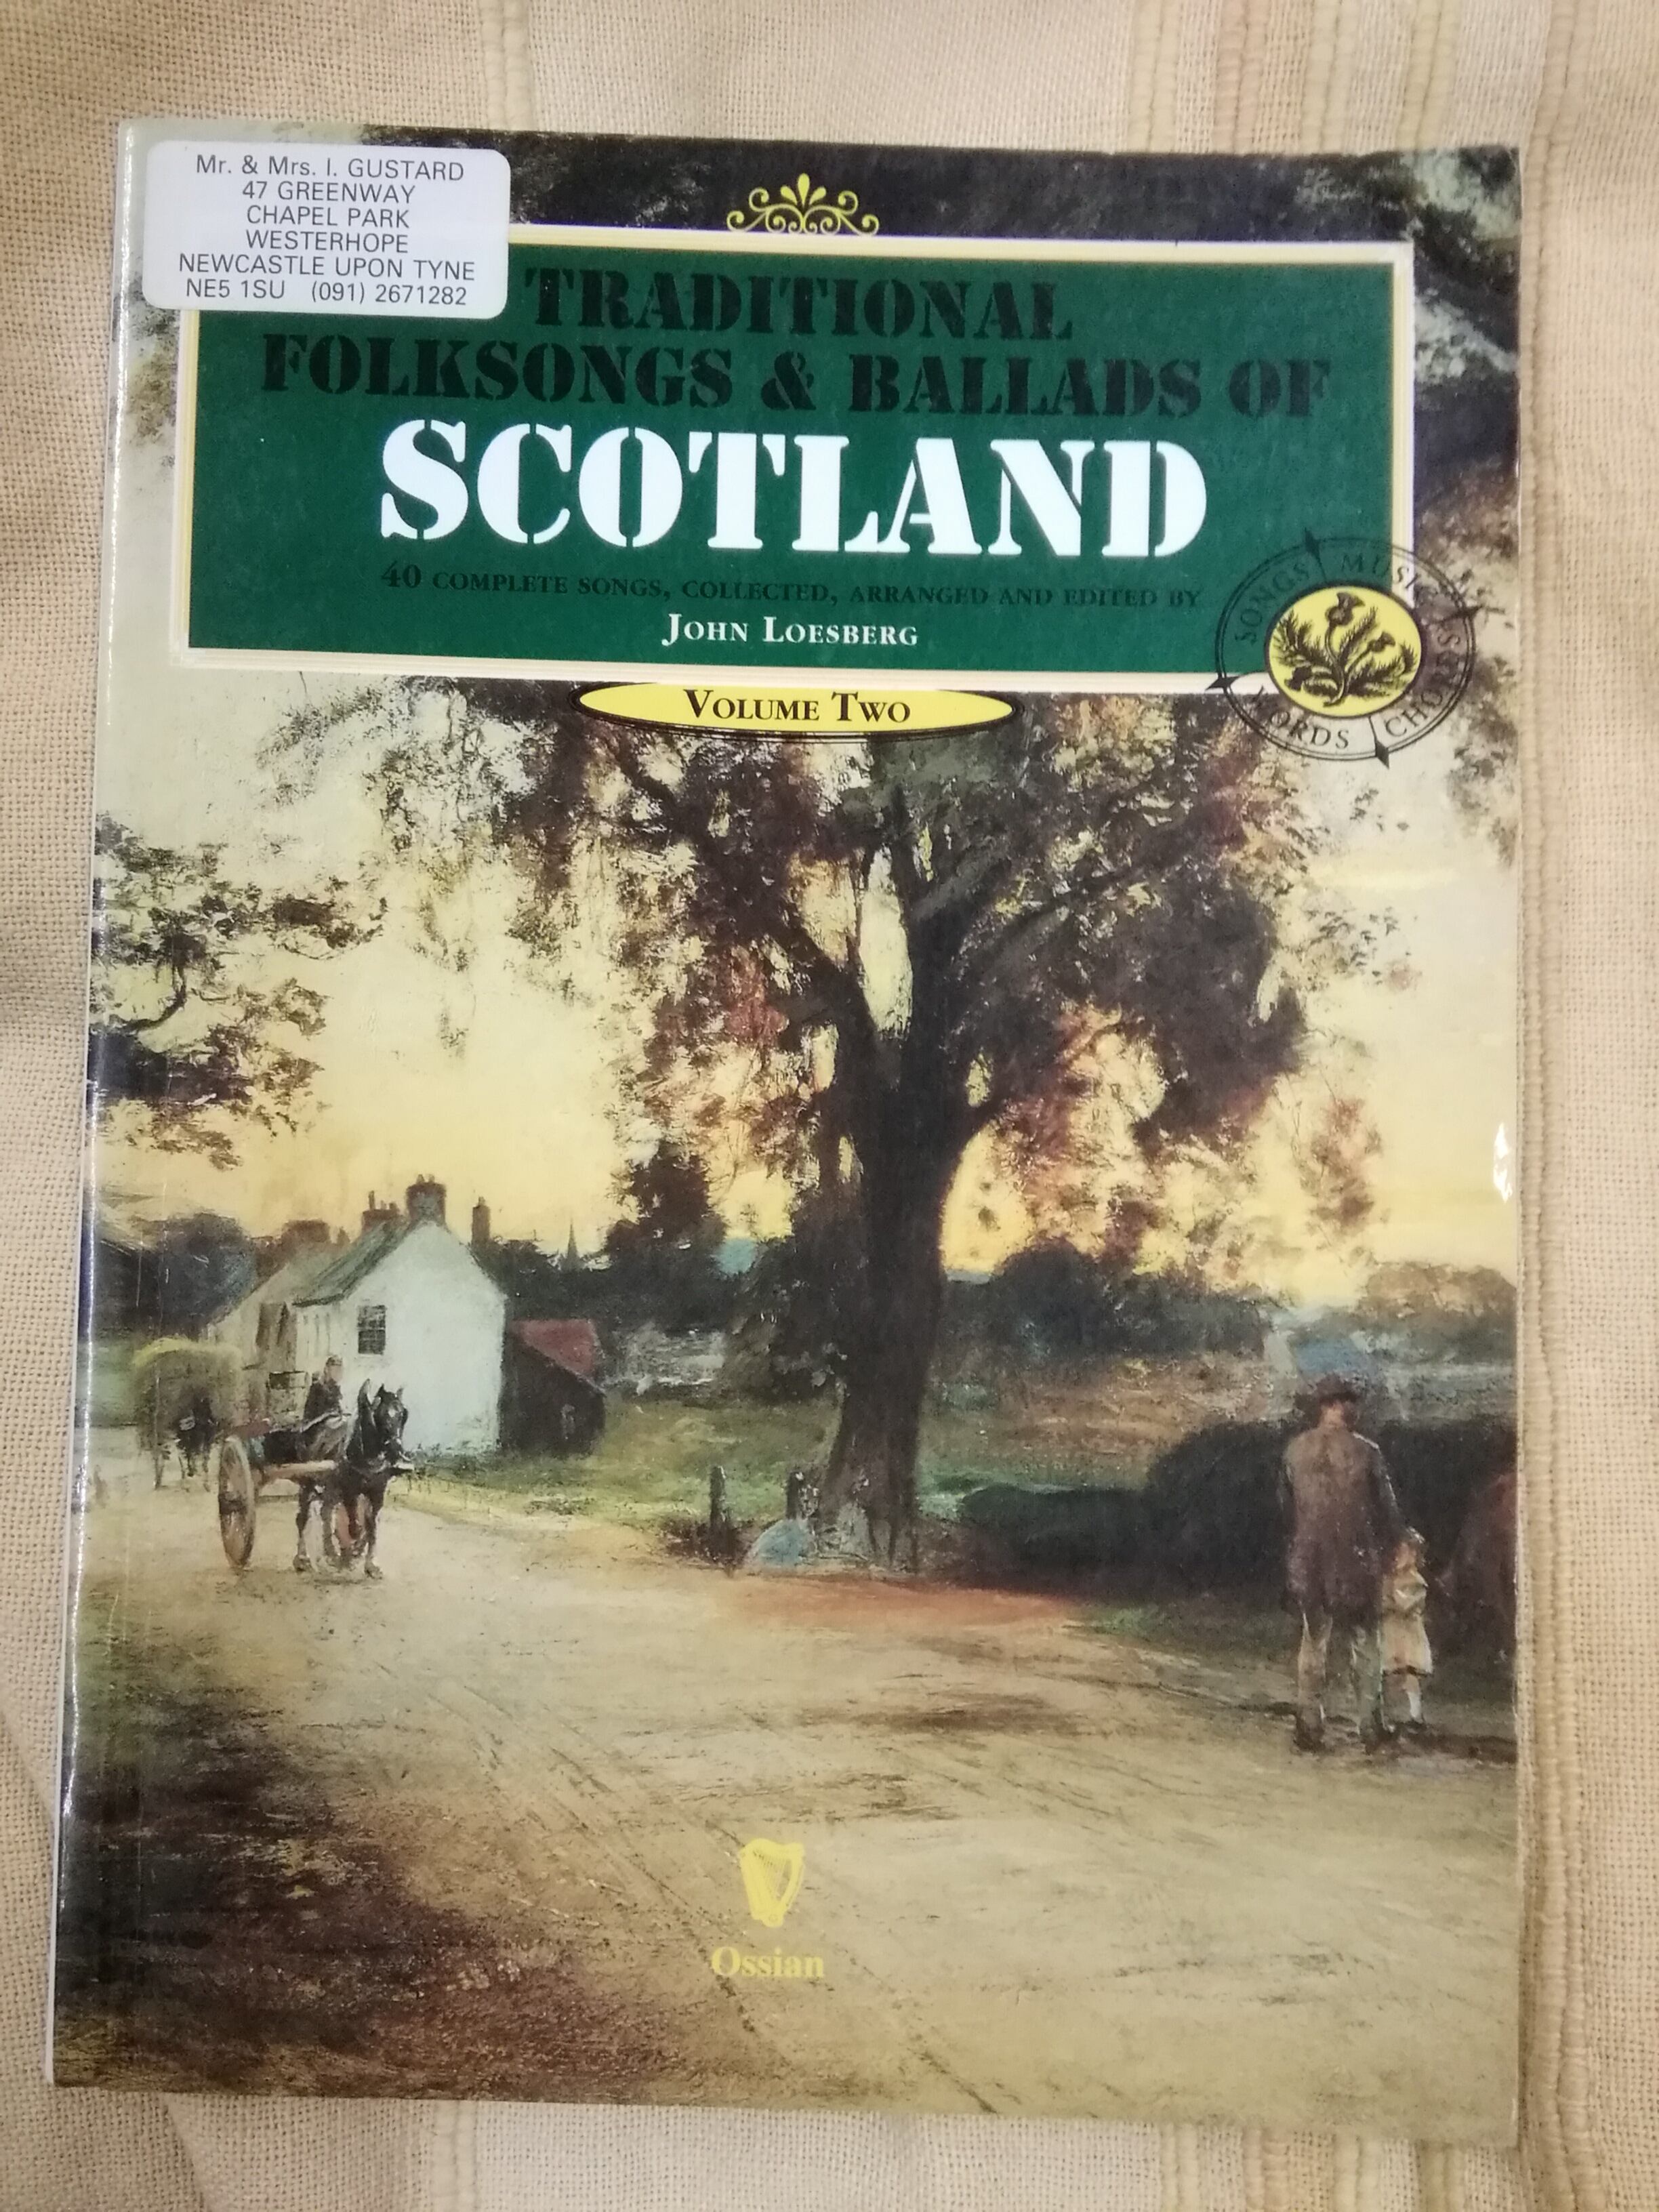 Mr. & Mrs. I. GUSTARD
47 GREENWAY
CHAPEL PARK
WESTERHOPE
NEWCASTLE UPON TYNE
NE5 1SU (091) 2671282
TRADITIONAL
FOLKSONGS & BALLADS OF
SCOTLAND
40 COMPLETE SONGS, COLLECTED, ARRANGED AND EDITED BY
JOHN LOESBERG
SONGS
MUSIC
WORDS
CHORDS
VOLUME TWO
Ossian